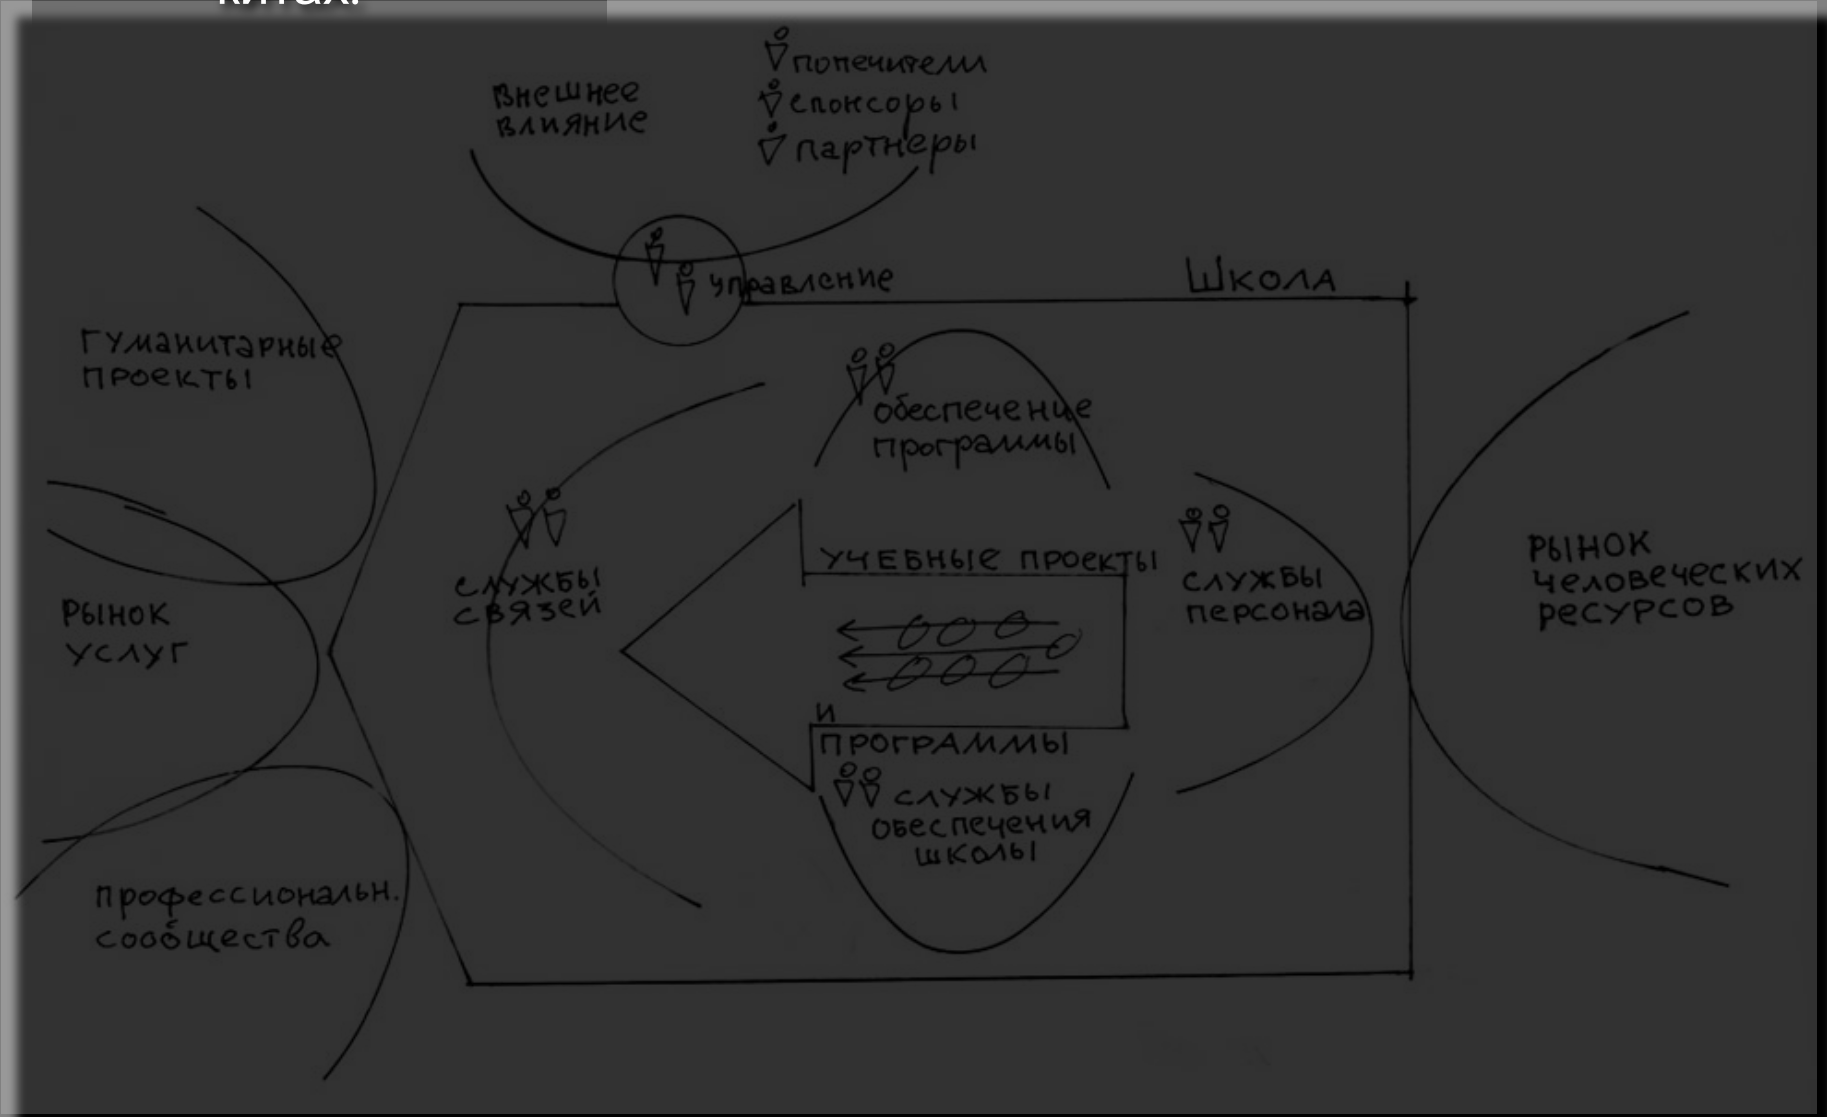 китах.
попечители
Внешнее
влияние
спонсоры
партнеры
управление
ШКОЛА
ГУМАНИТАРНЫЕ
ПРОЕКТЫ
обеспечение
программы
РЫНОК
УСЛУГ
СЛУЖБЫ
СВЯЗЕЙ
УЧЕБНЫЕ ПРОЕКТЫ
И
ПРОГРАММЫ
СЛУЖБЫ
персонала
РЫНОК
человеческих
РЕСУРСОВ
СЛУЖБЫ
ОБЕСПЕЧЕНИЯ
ШКОЛЫ
профессиональн.
сообщества